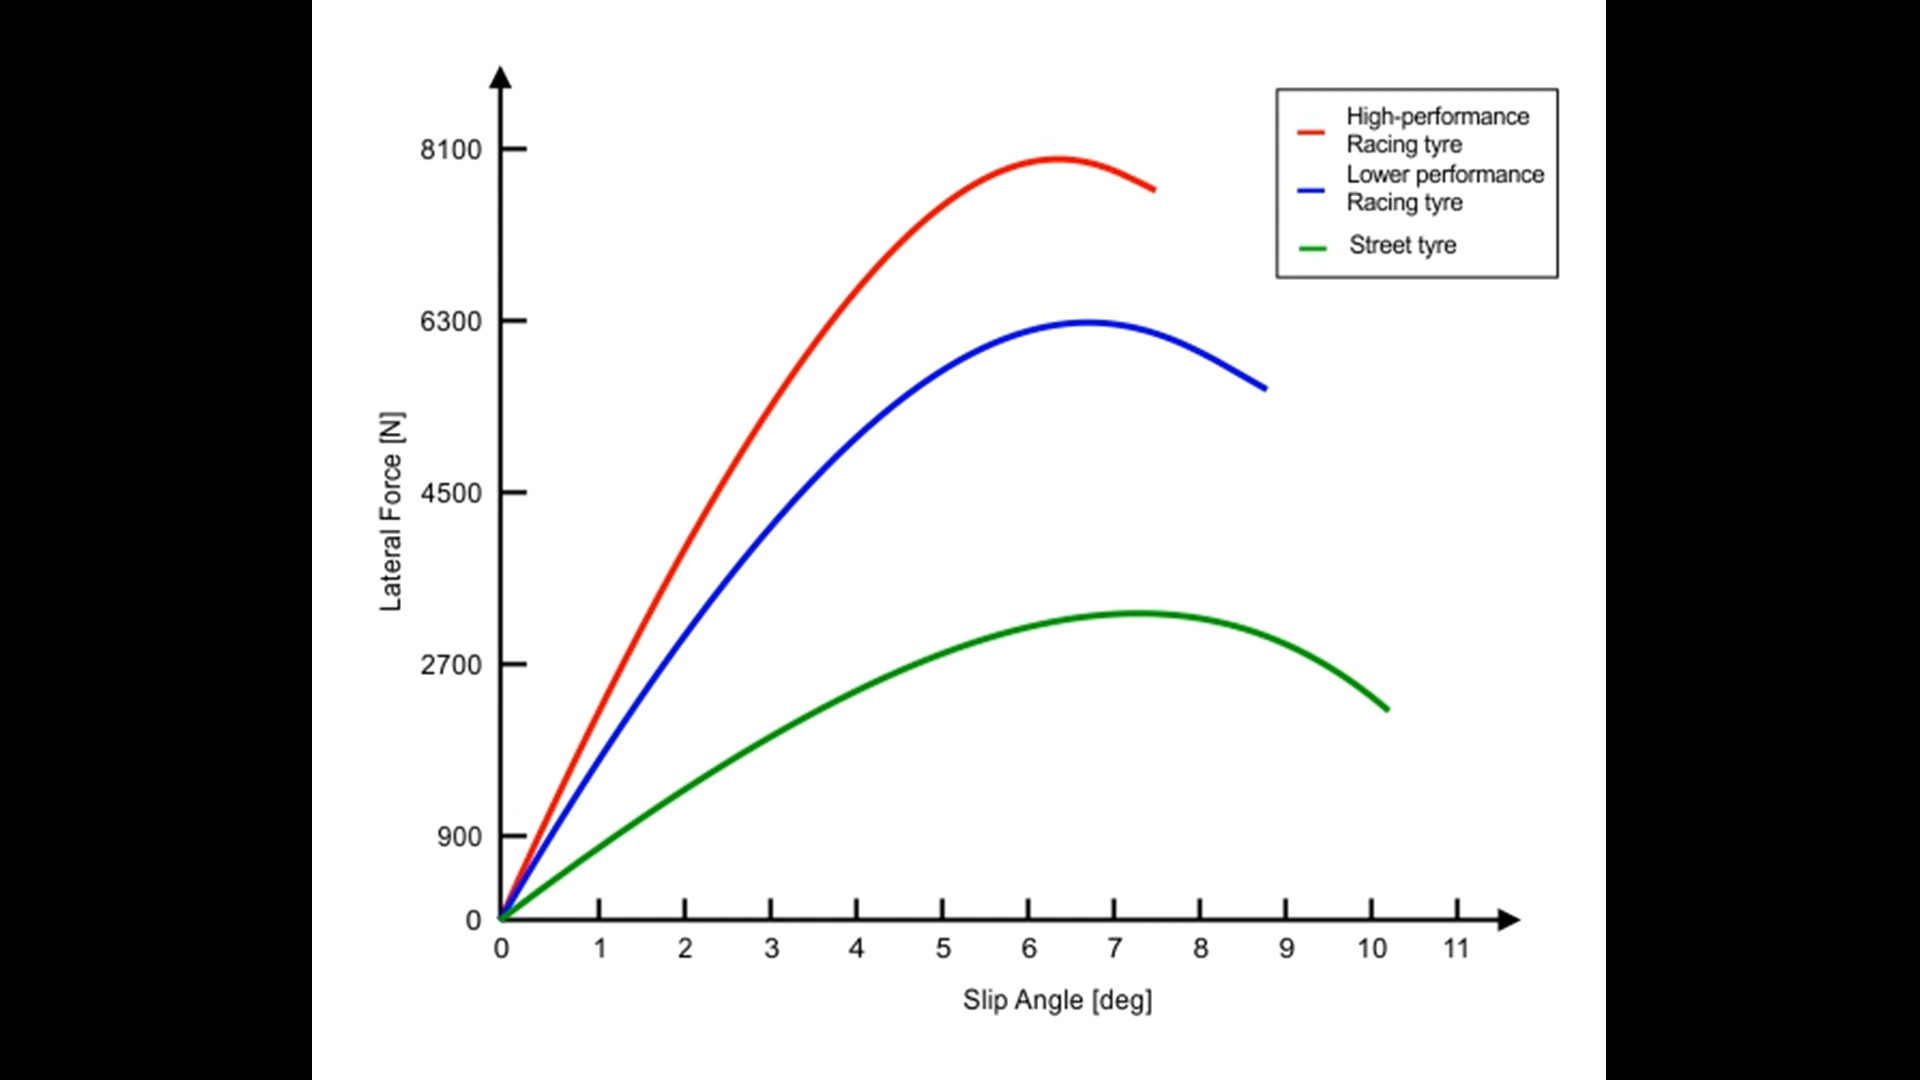 High-performance
Racing tyre
Lower performance
Racing tyre
Street tyre
8100
6300
4500
2700
900
0
Lateral Force [N]
0 1 2 3 4 5 6 7 8 9 10 11
Slip Angle [deg]